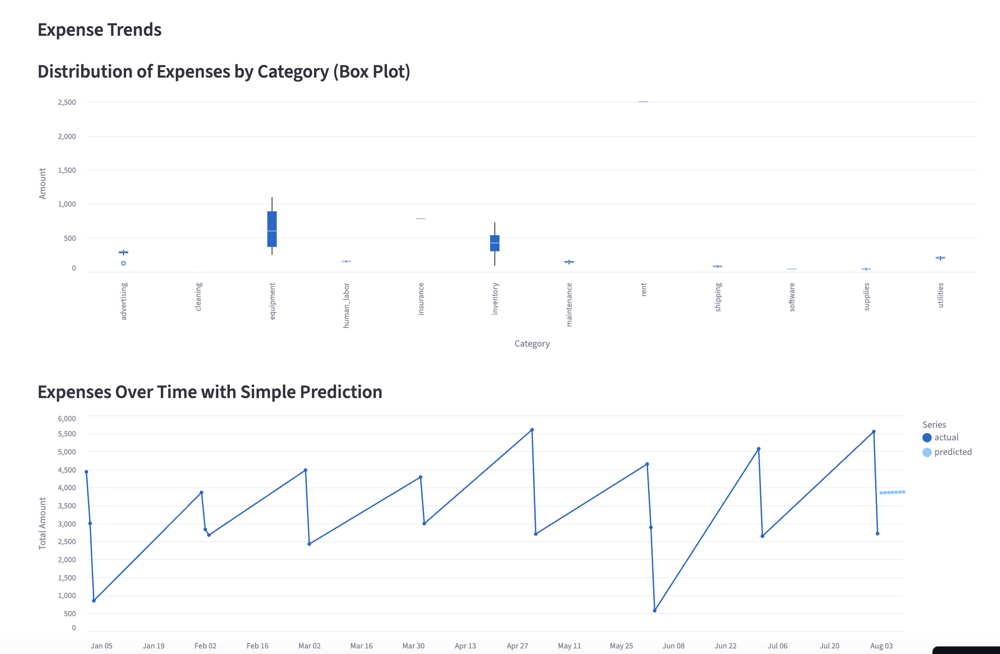 Expense Trends
Distribution of Expenses by Category (Box Plot)
2,500
2,000
1,500
1,000
500
0
Amount
advertising
cleaning
equipment
human_labor
insurance
inventory
maintenance
rent
shipping
software
supplies
utilities
Category
Expenses Over Time with Simple Prediction
6,000
5,500
5,000
4,500
4,000
3,500
3,000
2,500
2,000
1,500
1,000
500
0
Total Amount
Jan 05
Jan 19
Feb 02
Feb 16
Mar 02
Mar 16
Mar 30
Apr 13
Apr 27
May 11
May 25
Jun 08
Jun 22
Jul 06
Jul 20
Aug 03
Series
actual
predicted